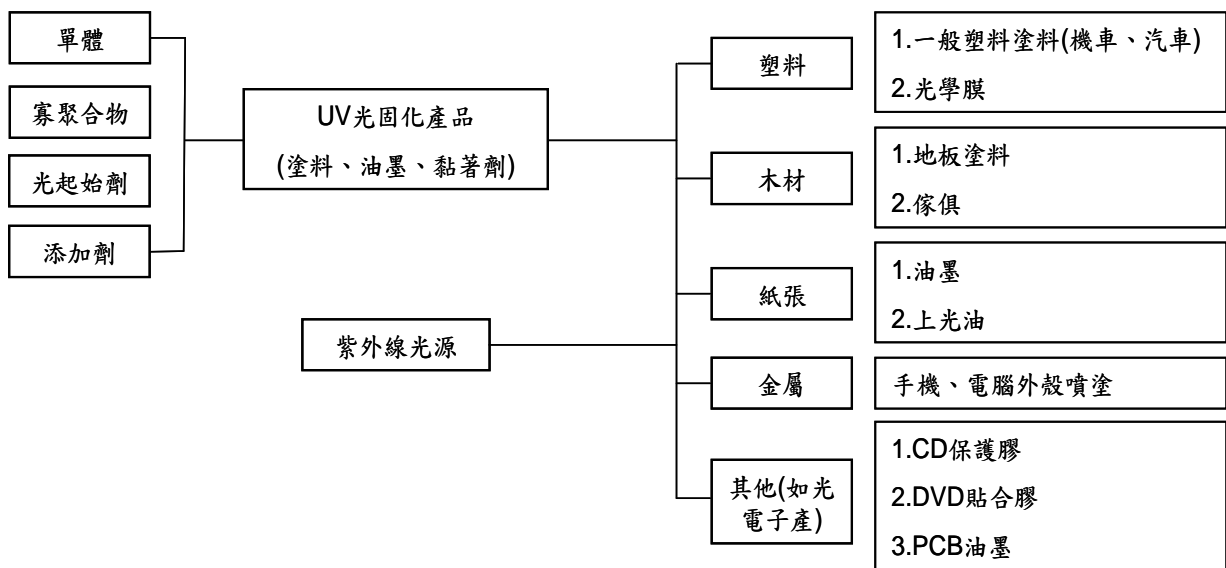 單體
寡聚合物
光起始劑
添加劑
UV光固化產品
(塗料、油墨、黏著劑)
紫外線光源
塑料
1.一般塑料塗料(機車、汽車)
2.光學膜
木材
1.地板塗料
2.傢俱
紙張
1.油墨
2.上光油
金屬
手機、電腦外殼噴塗
其他(如光
電子產)
1.CD保護膠
2.DVD貼合膠
3.PCB油墨